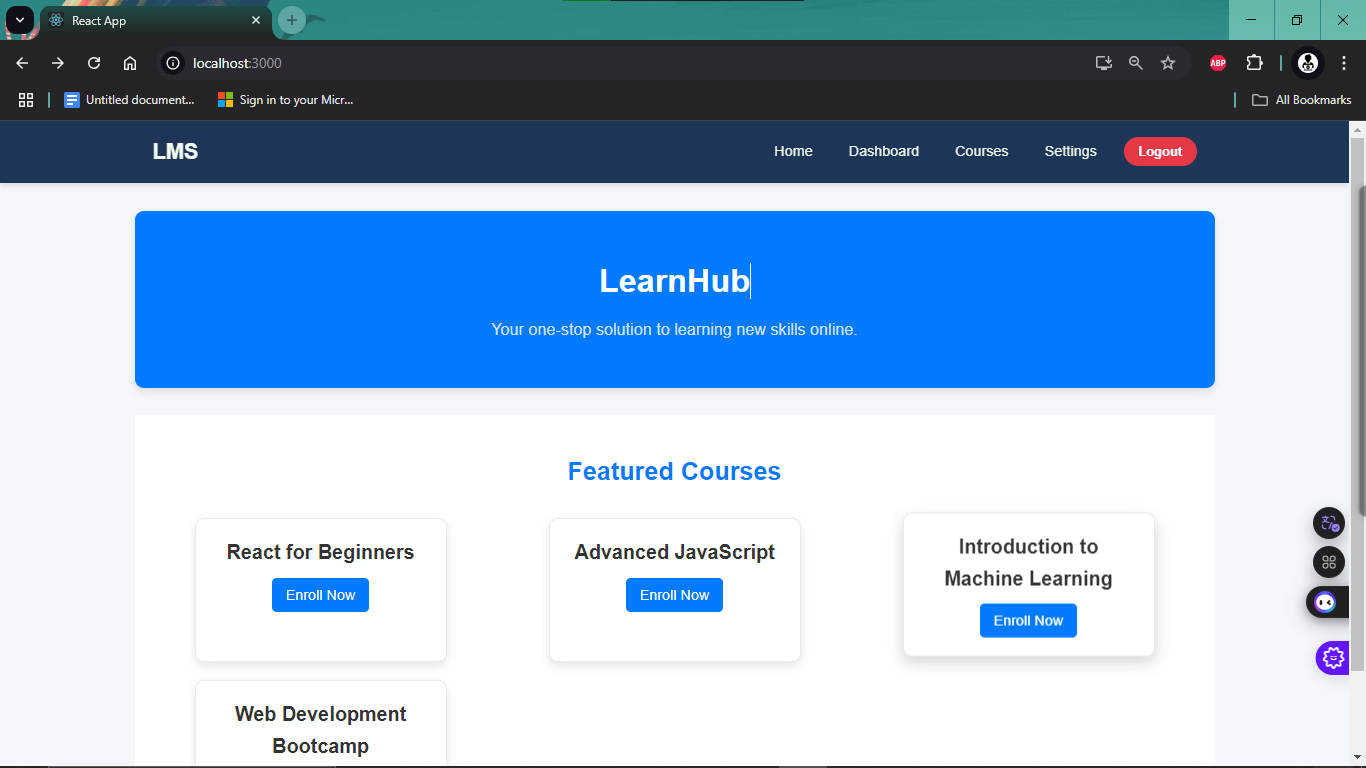 React App
localhost:3000
ABP
Untitled document...
Sign in to your Micr...
All Bookmarks
LMS
Home
Dashboard
Courses
Settings
Logout
LearnHub
Your one-stop solution to learning new skills online.
Featured Courses
React for Beginners
Enroll Now
Advanced JavaScript
Enroll Now
Introduction to
Machine Learning
Enroll Now
Web Development
Bootcamp